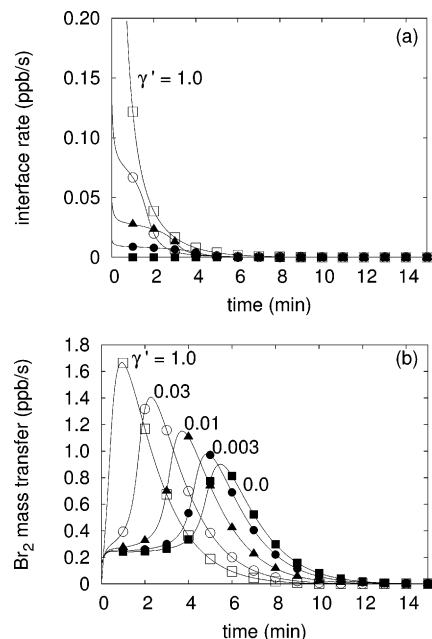 (a)
0.20
0.15
0.10
0.05
0.00
interface rate (ppb/s)
γ' = 1.0
0 2 4 6 8 10 12 14
time (min)
(b)
1.8
1.6
1.4
1.2
1.0
0.8
0.6
0.4
0.2
0
Br2 mass transfer (ppb/s)
γ' = 1.0
0.03
0.01
0.003
0.0
0 2 4 6 8 10 12 14
time (min)